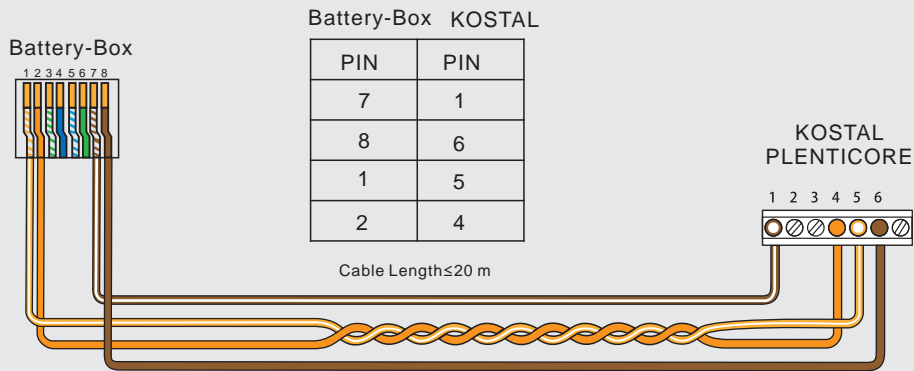 Battery-Box KOSTAL
PIN PIN
7 1
8 6
1 5
2 4
Cable Length≤20 m
Battery-Box
1 2 3 4 5 6 7 8
KOSTAL
PLENTICORE
1 2 3 4 5 6